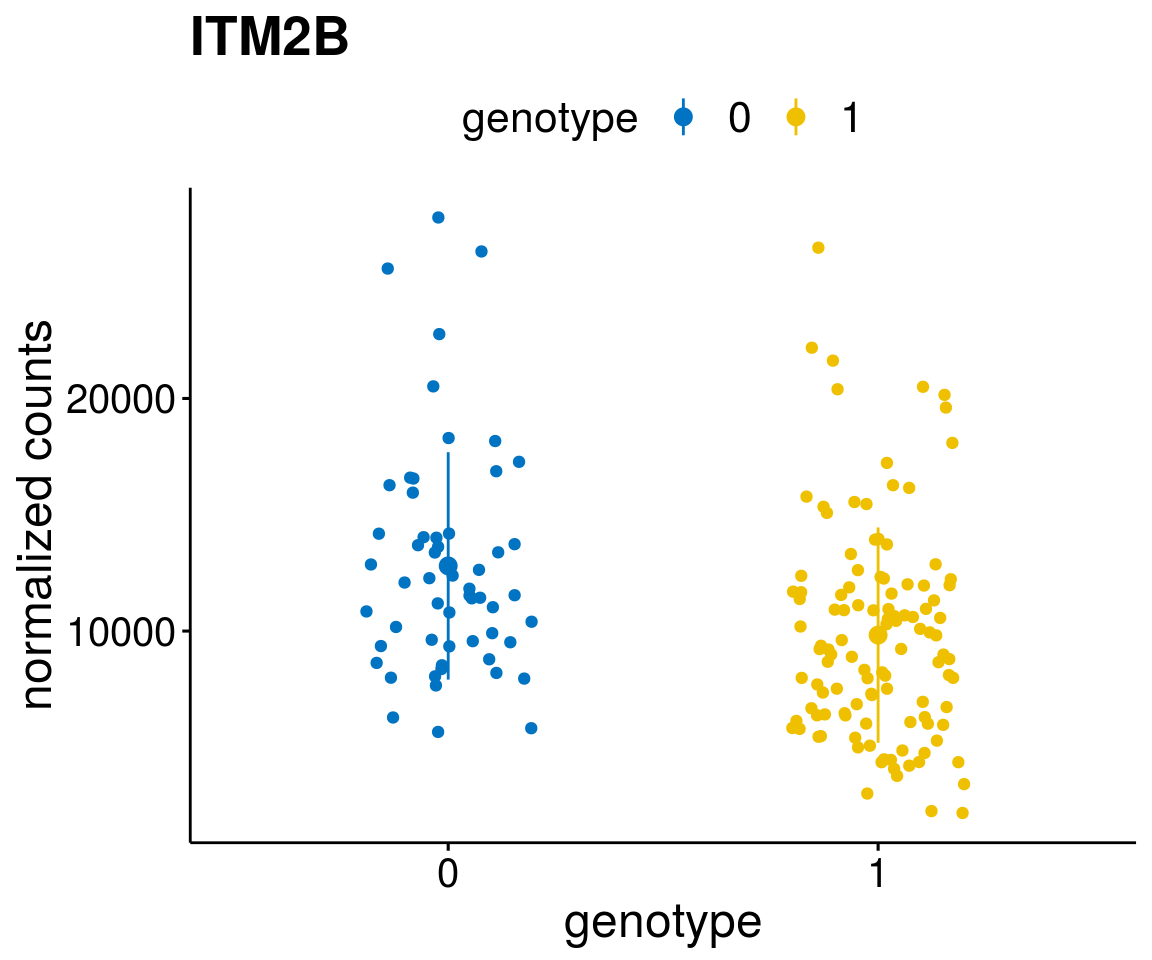 ITM2B
genotype 0 1
normalized counts
20000
10000
0 1
genotype